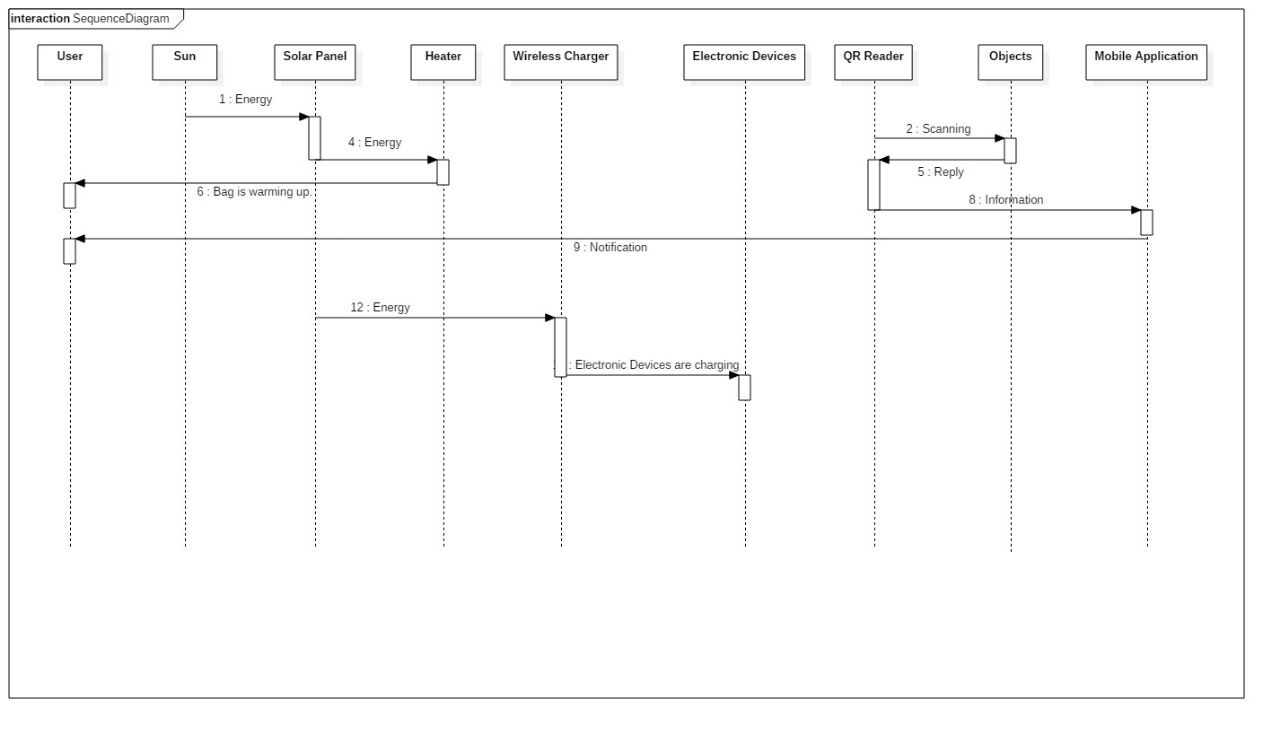 interaction SequenceDiagram
User
Sun
Solar Panel
Heater
Wireless Charger
Electronic Devices
QR Reader
Objects
Mobile Application
1 : Energy
2 : Scanning
4 : Energy
5 : Reply
6 : Bag is warming up.
8 : Information
9 : Notification
12 : Energy
: Electronic Devices are charging